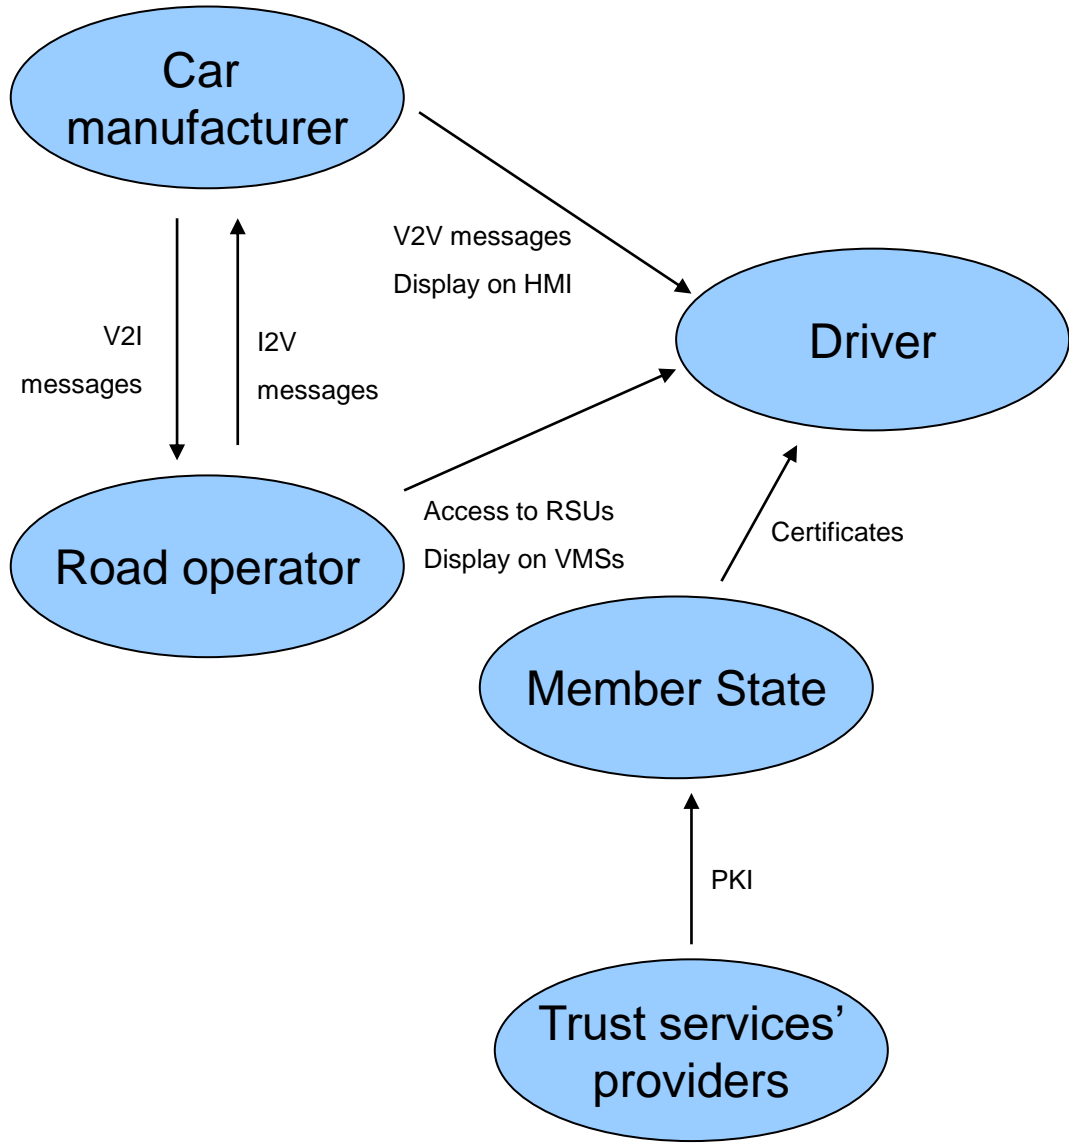 Car
manufacturer
V2V messages
Display on HMI
Driver
V2I
messages
I2V
messages
Road operator
Access to RSUs
Display on VMSs
Certificates
Member State
PKI
Trust services’
providers